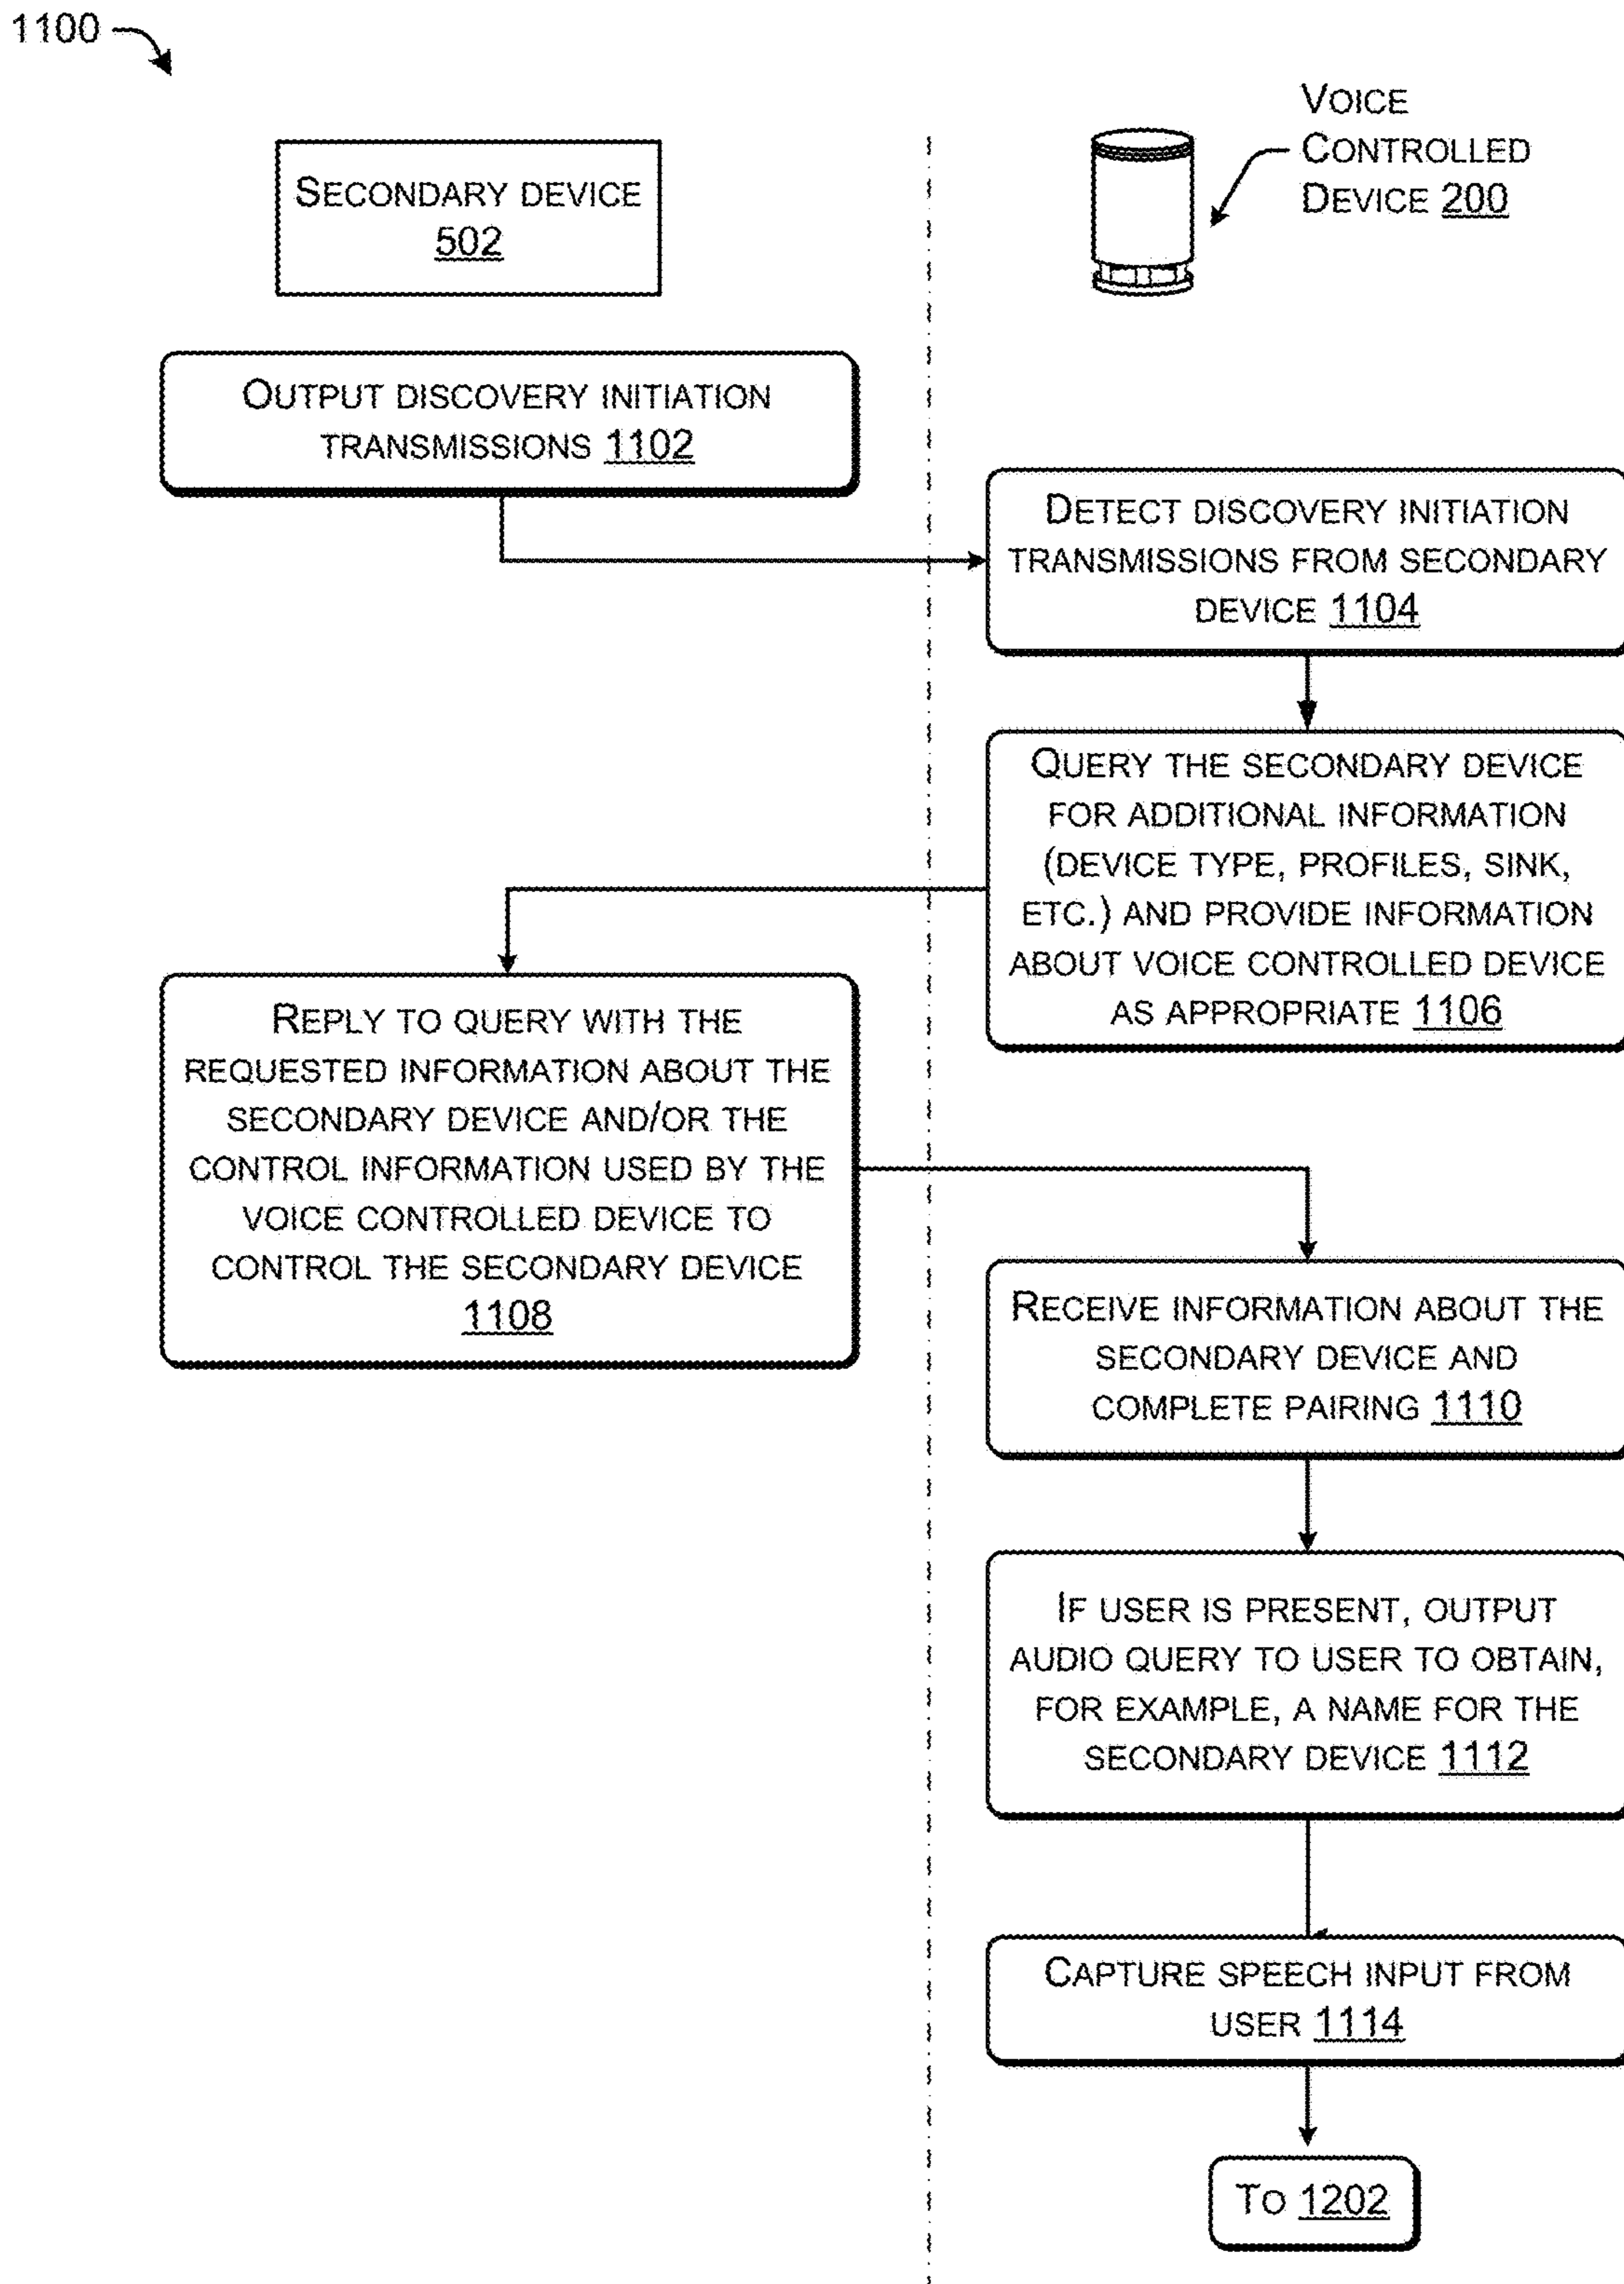 1100
VOICE
CONTROLLED
DEVICE 200
SECONDARY DEVICE
502
OUTPUT DISCOVERY INITIATION
TRANSMISSIONS 1102
DETECT DISCOVERY INITIATION
TRANSMISSIONS FROM SECONDARY
DEVICE 1104
QUERY THE SECONDARY DEVICE
FOR ADDITIONAL INFORMATION
(DEVICE TYPE, PROFILES, SINK,
ETC.) AND PROVIDE INFORMATION
ABOUT VOICE CONTROLLED DEVICE
AS APPROPRIATE 1106
REPLY TO QUERY WITH THE
REQUESTED INFORMATION ABOUT THE
SECONDARY DEVICE AND/OR THE
CONTROL INFORMATION USED BY THE
VOICE CONTROLLED DEVICE TO
CONTROL THE SECONDARY DEVICE
1108
RECEIVE INFORMATION ABOUT THE
SECONDARY DEVICE AND
COMPLETE PAIRING 1110
IF USER IS PRESENT, OUTPUT
AUDIO QUERY TO USER TO OBTAIN,
FOR EXAMPLE, A NAME FOR THE
SECONDARY DEVICE 1112
CAPTURE SPEECH INPUT FROM
USER 1114
TO 1202